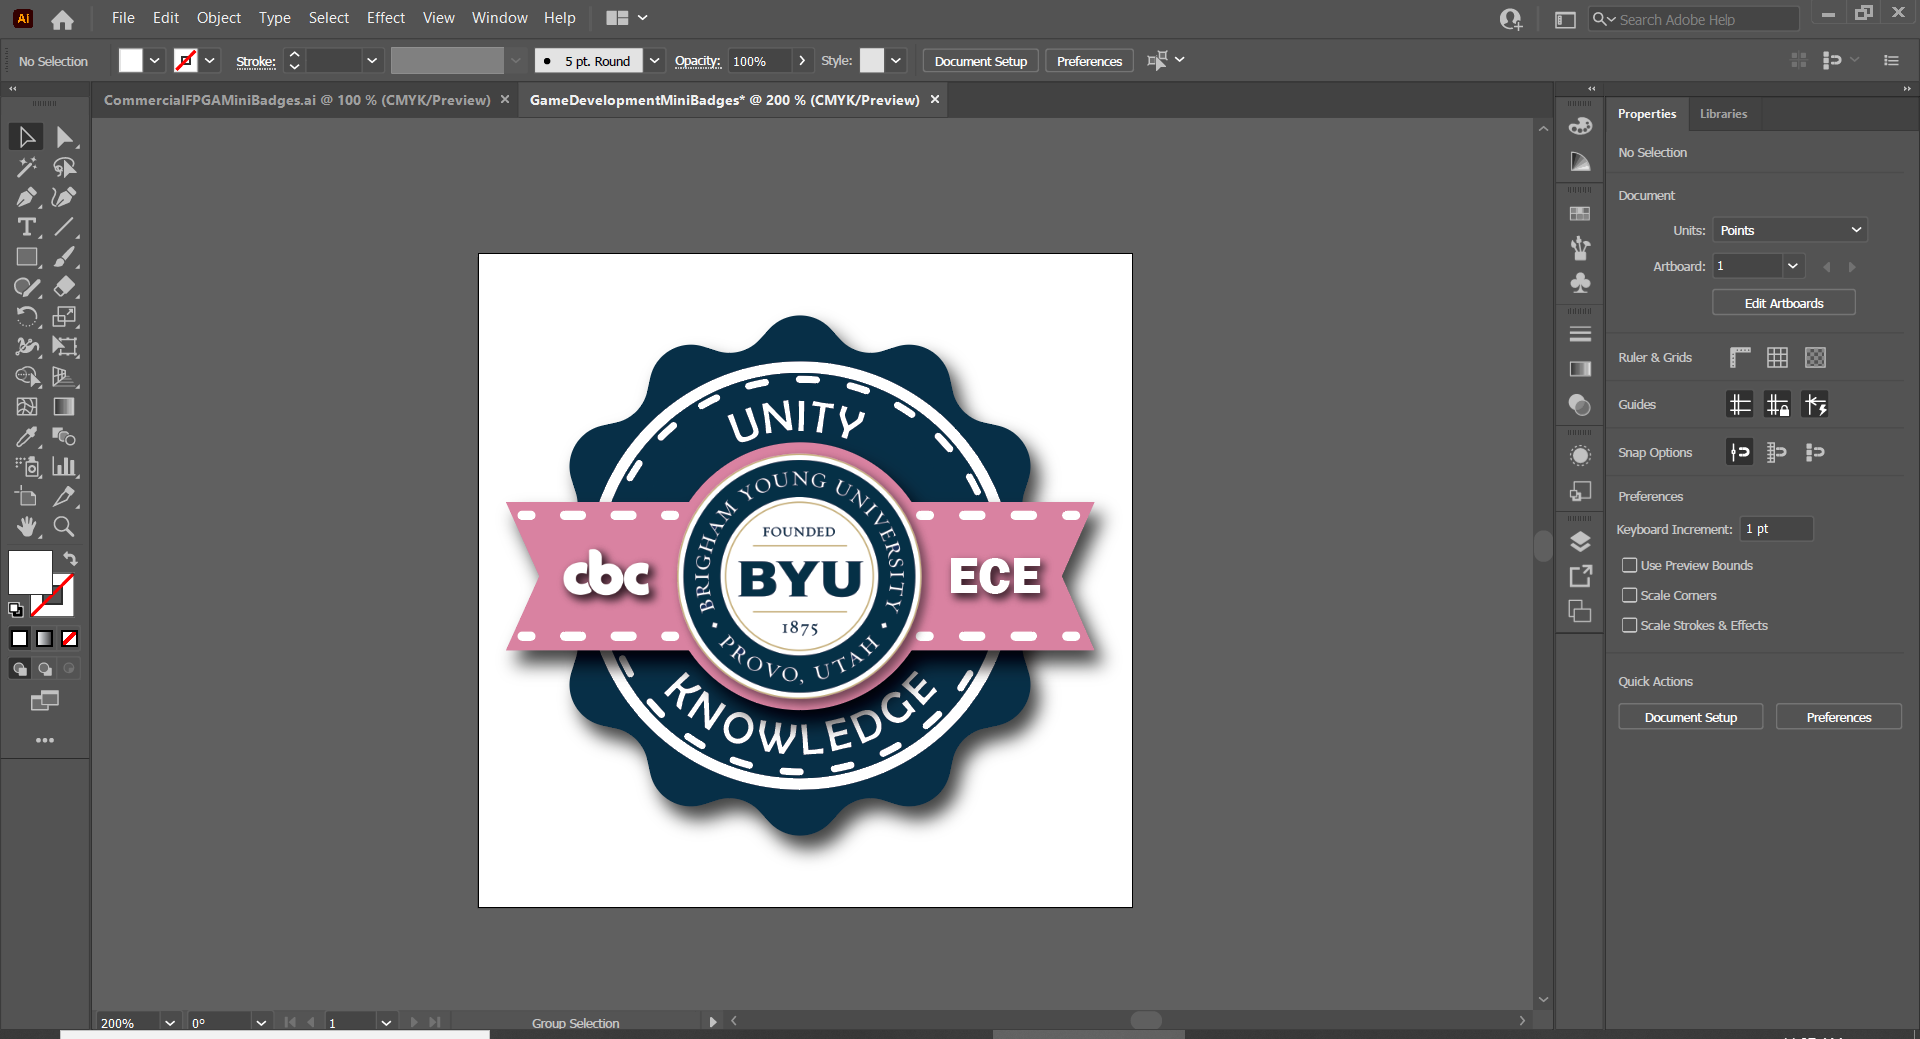 Ai
File Edit Object Type Select Effect View Window Help
Search Adobe Help
No Selection
Stroke:
5 pt. Round
Opacity: 100%
Style:
Document Setup
Preferences
CommercialFPGAMiniBadges.ai @ 100 % (CMYK/Preview) ×
GameDevelopmentMiniBadges* @ 200 % (CMYK/Preview) ×
UNITY
BRIGHAM YOUNG UNIVERSITY
FOUNDED
cbc
BYU
ECE
1875
• PROVO, UTAH •
KNOWLEDGE
Properties
Libraries
No Selection
Document
Units: Points
Artboard: 1
Edit Artboards
Ruler & Grids
Guides
Snap Options
Preferences
Keyboard Increment: 1 pt
Use Preview Bounds
Scale Corners
Scale Strokes & Effects
Quick Actions
Document Setup
Preferences
200%
0°
1
Group Selection